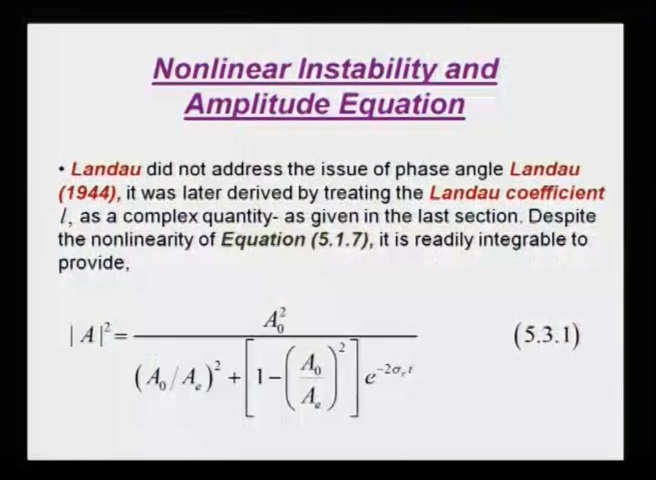 Nonlinear Instability and
Amplitude Equation
• Landau did not address the issue of phase angle Landau
(1944), it was later derived by treating the Landau coefficient
l, as a complex quantity- as given in the last section. Despite
the nonlinearity of Equation (5.1.7), it is readily integrable to
provide,
|A|² = A₀² / ((A₀/Aₑ)² + [1 − (A₀/Aₑ)²] e^(−2σᵣt)) (5.3.1)